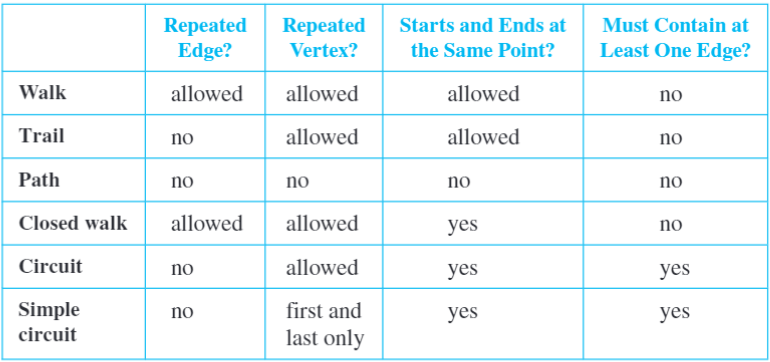 Repeated Edge? Repeated Vertex? Starts and Ends at the Same Point? Must Contain at Least One Edge?
Walk allowed allowed allowed no
Trail no allowed allowed no
Path no no no no
Closed walk allowed allowed yes no
Circuit no allowed yes yes
Simple circuit no first and last only yes yes